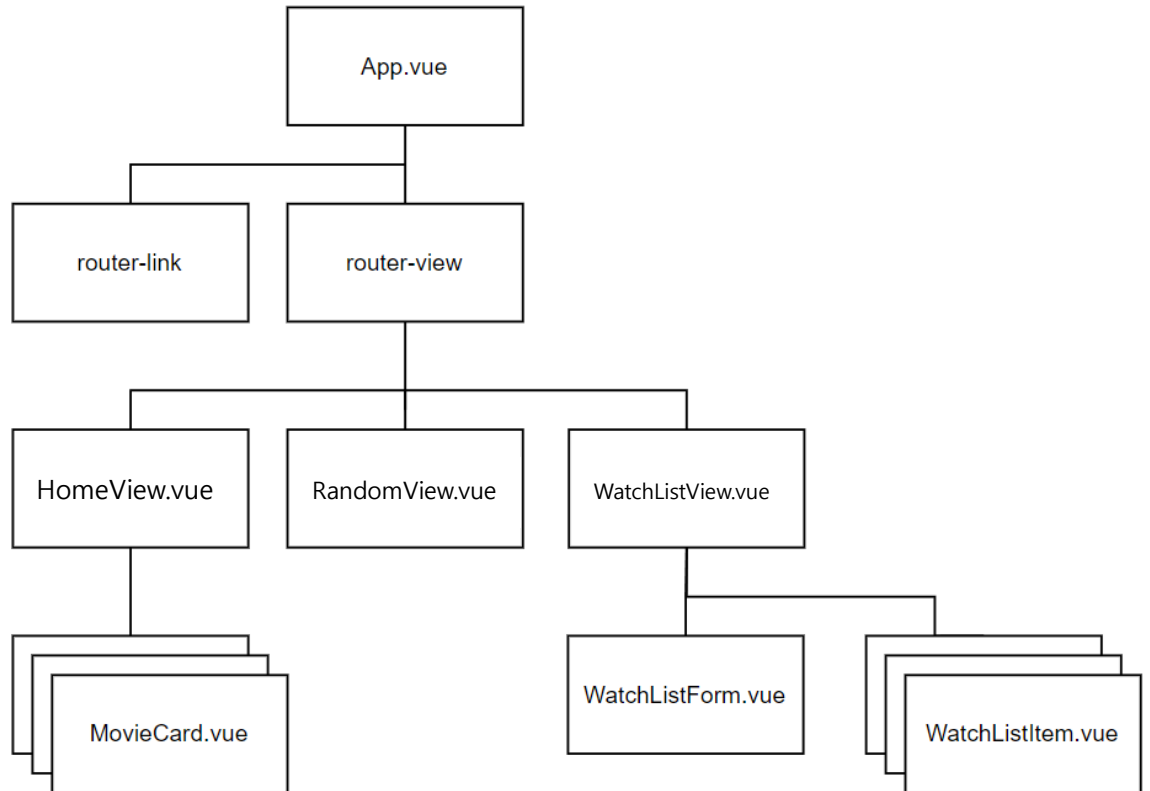 App.vue
router-link
router-view
HomeView.vue
RandomView.vue
WatchListView.vue
MovieCard.vue
WatchListForm.vue
WatchListItem.vue